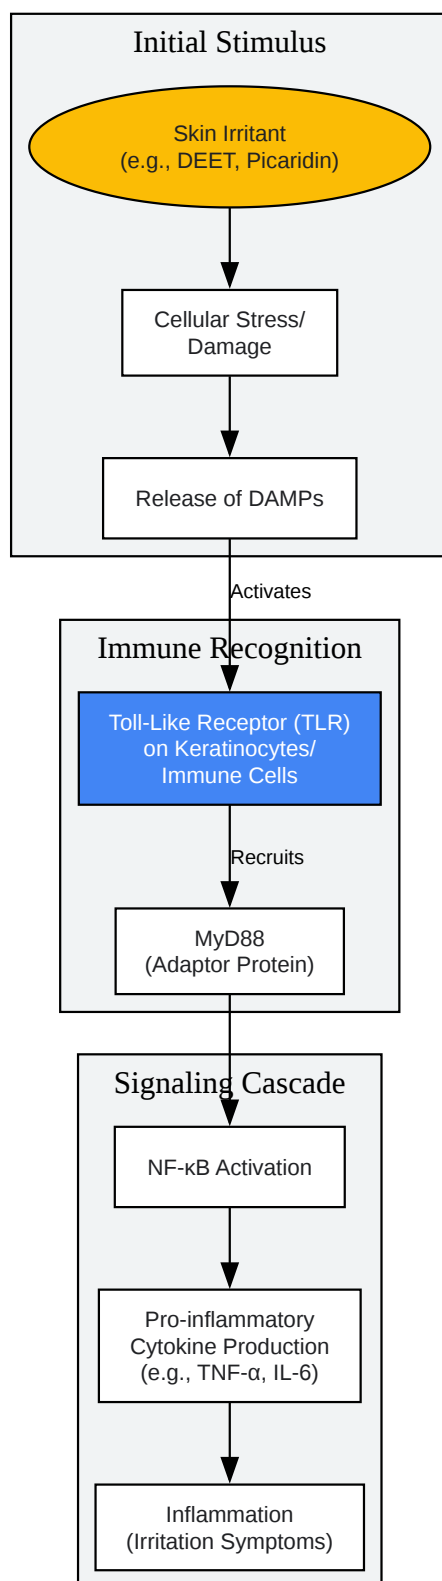 Initial Stimulus
Skin Irritant
(e.g., DEET, Picaridin)
Cellular Stress/
Damage
Release of DAMPs
Activates
Immune Recognition
Toll-Like Receptor (TLR)
on Keratinocytes/
Immune Cells
Recruits
MyD88
(Adaptor Protein)
Signaling Cascade
NF-κB Activation
Pro-inflammatory
Cytokine Production
(e.g., TNF-α, IL-6)
Inflammation
(Irritation Symptoms)